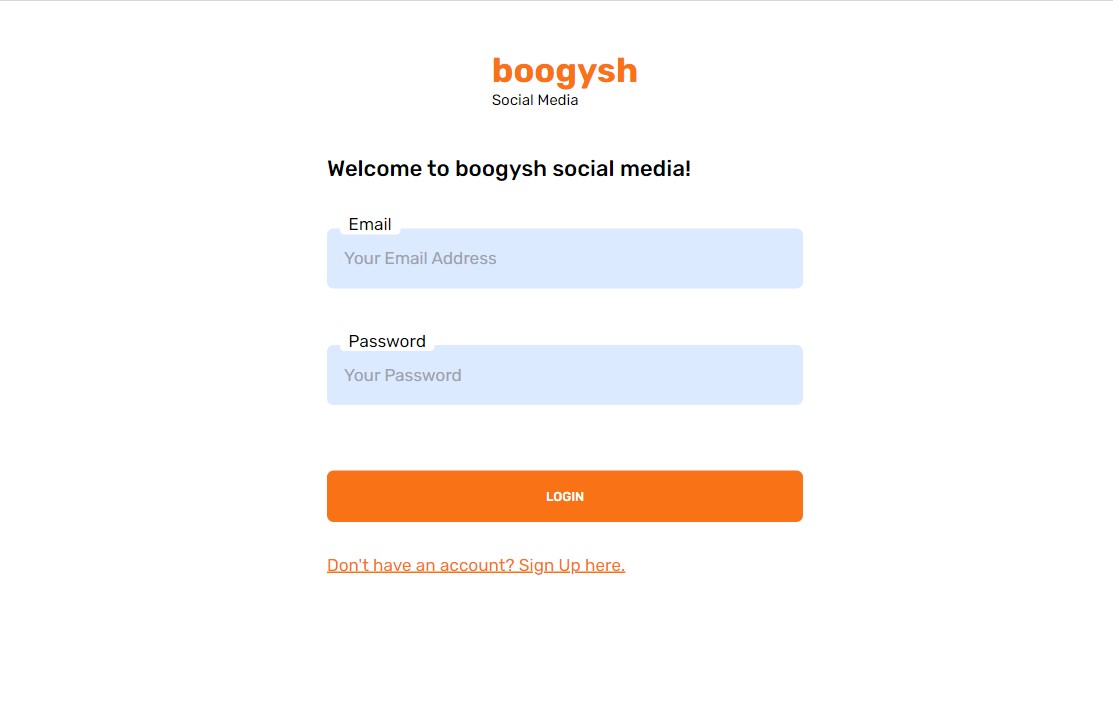 boogysh
Social Media
Welcome to boogysh social media!
Email
Your Email Address
Password
Your Password
LOGIN
Don't have an account? Sign Up here.